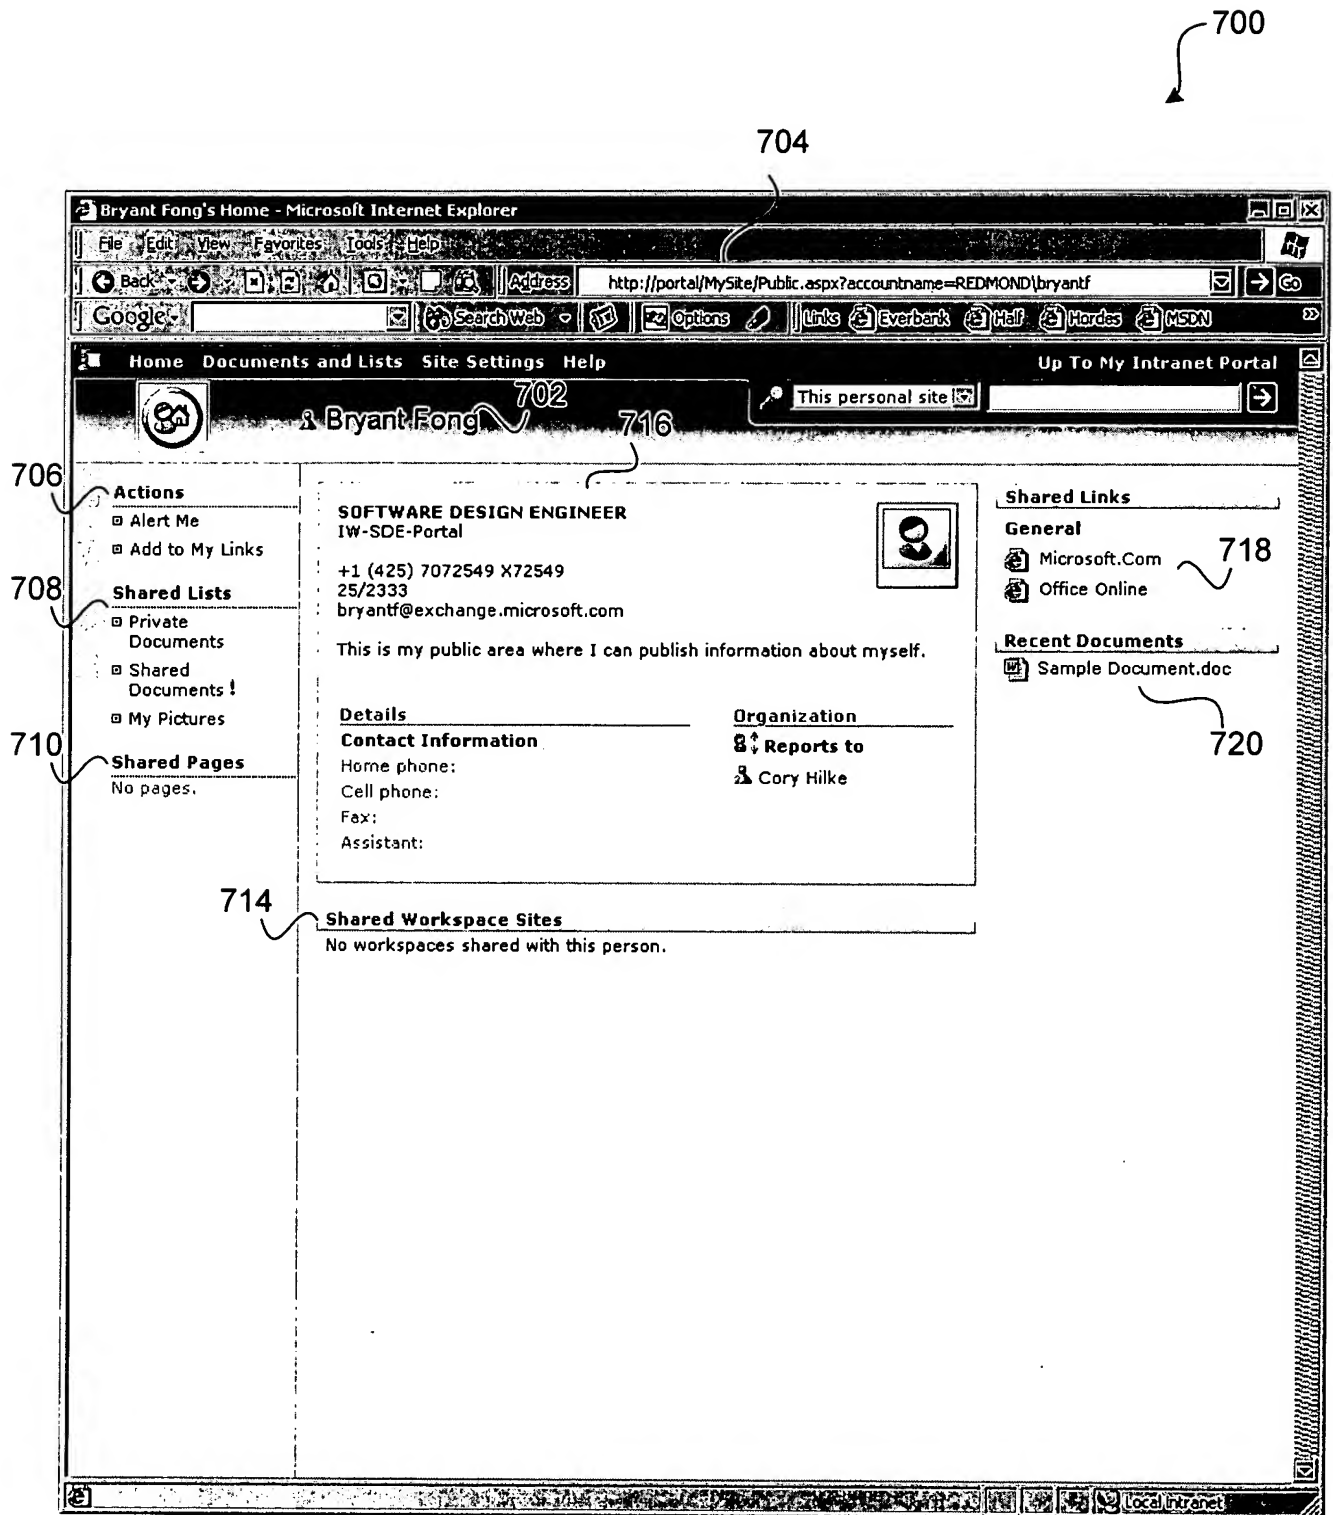 700
704
Bryant Fong's Home - Microsoft Internet Explorer
File Edit View Favorites Tools Help
Back Address http://portal/MySite/Public.aspx?accountname=REDMOND\bryantf Go
Google Search Web Options Links Everbank Half Hordes MSDN »
Home Documents and Lists Site Settings Help Up To My Intranet Portal
This personal site
Bryant Fong 702
716
706
Actions
Alert Me
Add to My Links
708
Shared Lists
Private
Documents
Shared
Documents !
My Pictures
710
Shared Pages
No pages.
SOFTWARE DESIGN ENGINEER
IW-SDE-Portal
+1 (425) 7072549 X72549
25/2333
bryantf@exchange.microsoft.com
This is my public area where I can publish information about myself.
Details
Contact Information
Home phone:
Cell phone:
Fax:
Assistant:
Organization
Reports to
Cory Hilke
714
Shared Workspace Sites
No workspaces shared with this person.
Shared Links
General
Microsoft.Com
718
Office Online
Recent Documents
Sample Document.doc
720
Local intranet